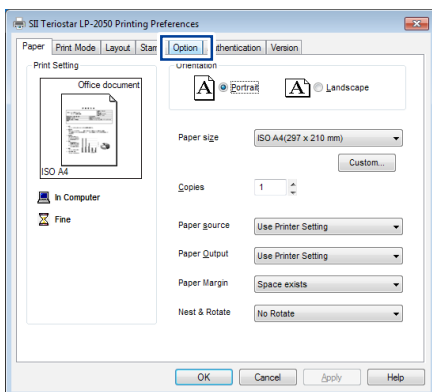 SII Teriostar LP-2050 Printing Preferences
Paper Print Mode Layout Stam Option uthentication Version
Print Setting
Office document
ISO A4
In Computer
Fine
Orientation
A Portrait A Landscape
Paper size ISO A4(297 x 210 mm)
Custom...
Copies 1
Paper source Use Printer Setting
Paper Output Use Printer Setting
Paper Margin Space exists
Nest & Rotate No Rotate
OK Cancel Apply Help